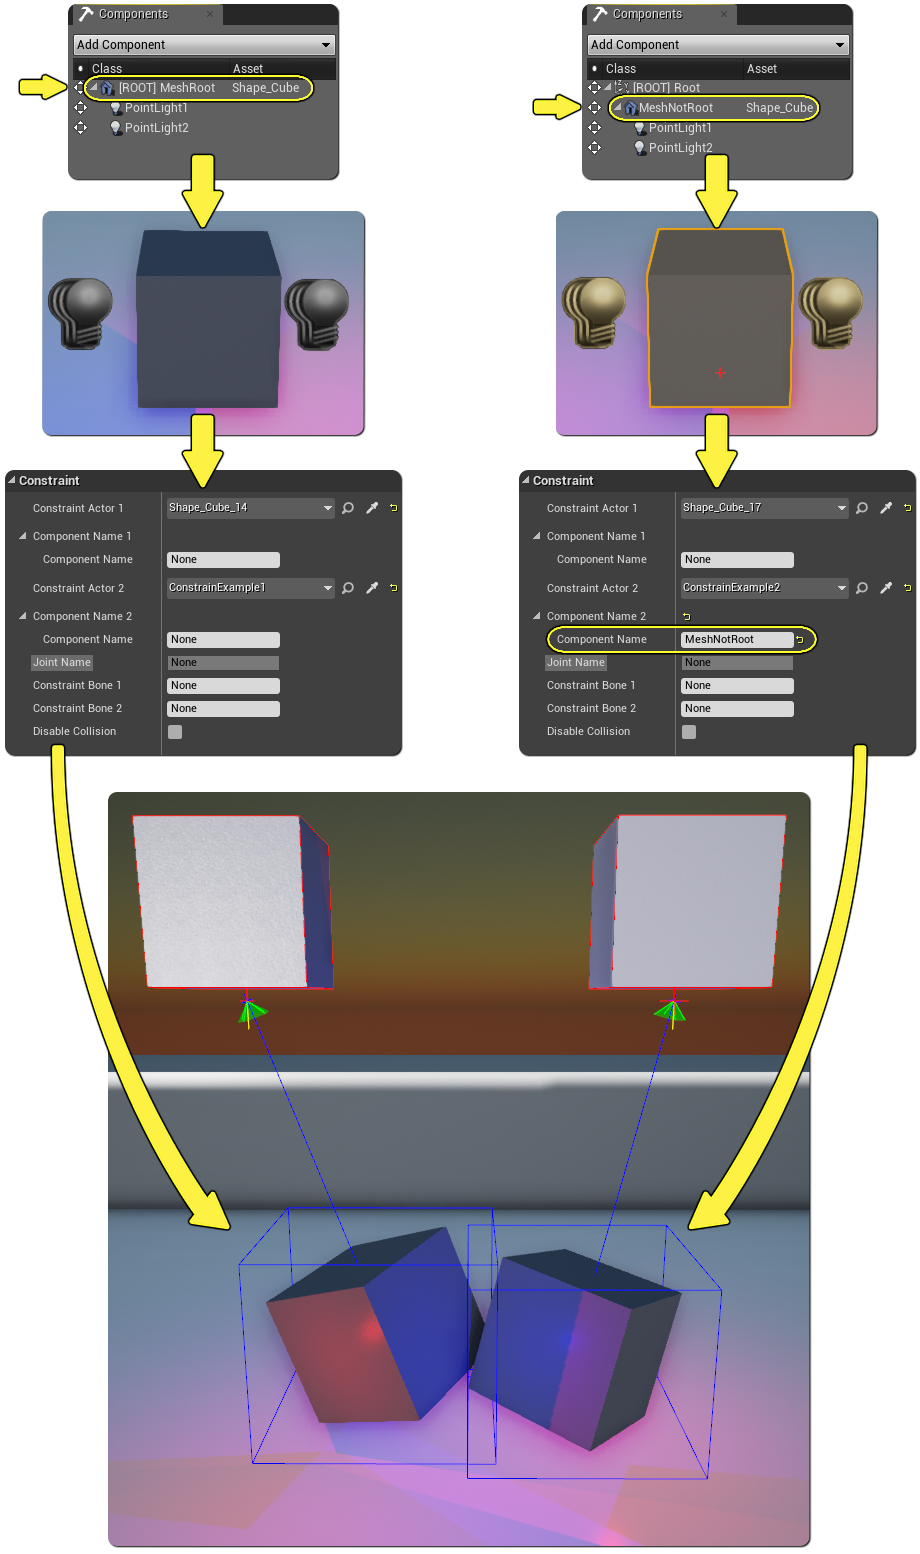 Components
Add Component
Class Asset
[ROOT] MeshRoot Shape_Cube
PointLight1
PointLight2
Components
Add Component
Class Asset
[ROOT] Root
MeshNotRoot Shape_Cube
PointLight1
PointLight2
Constraint
Constraint Actor 1 Shape_Cube_14
Component Name 1
Component Name None
Constraint Actor 2 ConstrainExample1
Component Name 2
Component Name None
Joint Name None
Constraint Bone 1 None
Constraint Bone 2 None
Disable Collision
Constraint
Constraint Actor 1 Shape_Cube_17
Component Name 1
Component Name None
Constraint Actor 2 ConstrainExample2
Component Name 2
Component Name MeshNotRoot
Joint Name None
Constraint Bone 1 None
Constraint Bone 2 None
Disable Collision